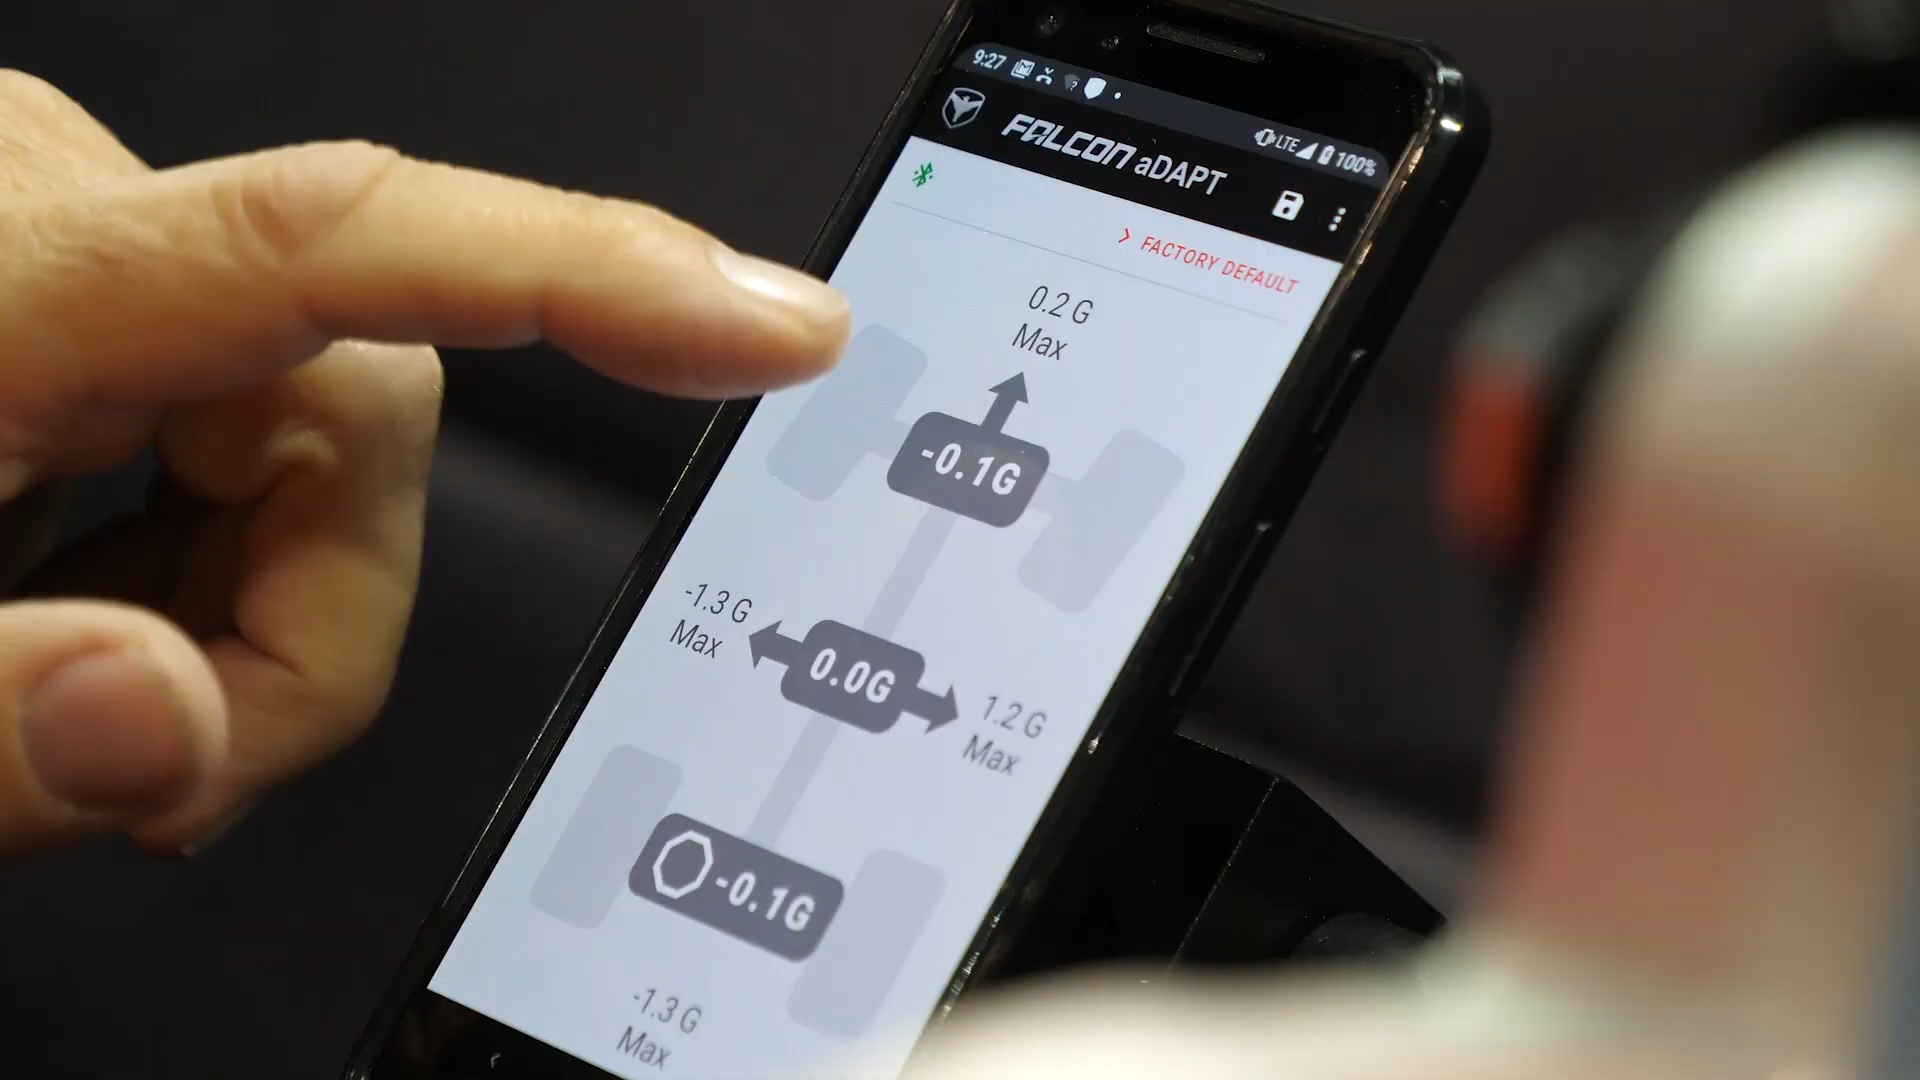 9:27
LTE 100%
FALCON aDAPT
> FACTORY DEFAULT
0.2 G
Max
-0.1G
-1.3 G
Max
0.0G
1.2 G
Max
-0.1G
-1.3 G
Max